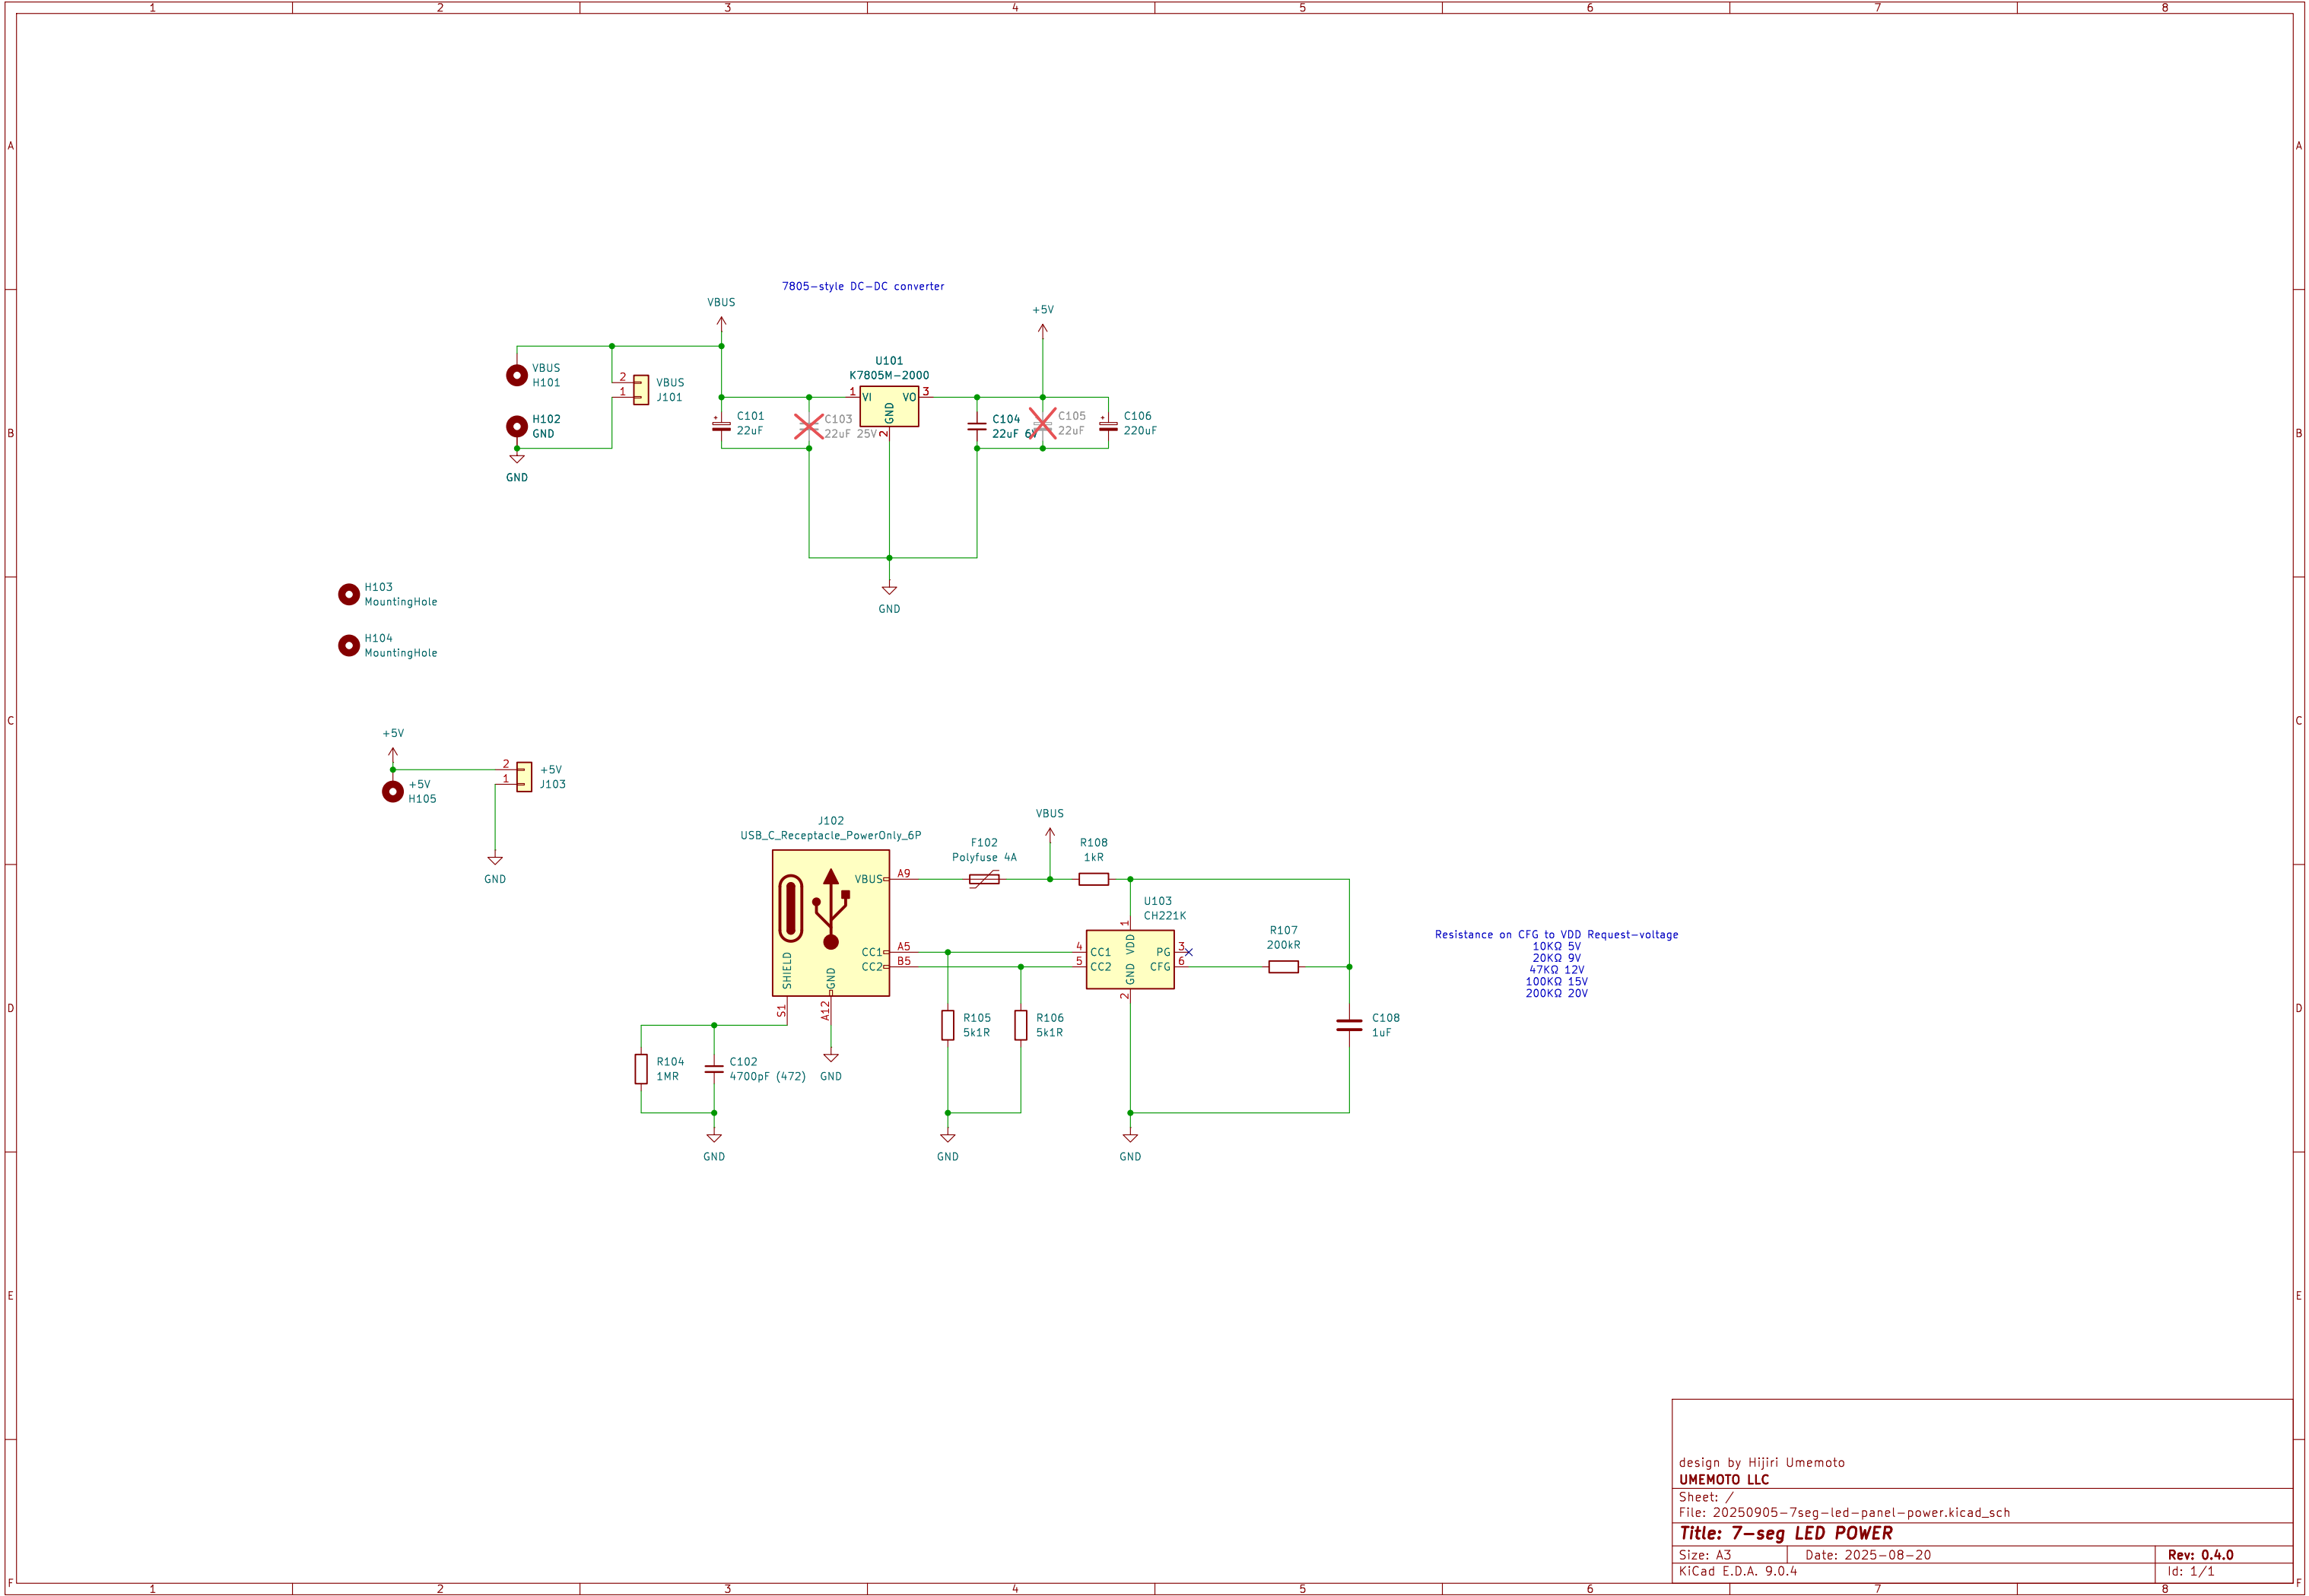 1 2 3 4 5 6 7 8
A A
7805-style DC-DC converter
VBUS
+5V
VBUS
H101
2
1
VBUS
J101
H102
GND
GND
C101
22uF
C103
22uF 25V
U101
K7805M-2000
1 VI
VO 3
GND
2
C104
22uF 6V
C105
22uF
C106
220uF
B B
GND
H103
MountingHole
H104
MountingHole
C C
+5V
+5V
H105
2
1
+5V
J103
GND
J102
USB_C_Receptacle_PowerOnly_6P
VBUS A9
CC1 A5
CC2 B5
SHIELD
GND
S1
A12
F102
Polyfuse 4A
VBUS
R108
1kR
U103
CH221K
1
VDD
4 CC1
5 CC2
PG 3
CFG 6
GND
2
R107
200kR
Resistance on CFG to VDD Request-voltage
10KΩ 5V
20KΩ 9V
47KΩ 12V
100KΩ 15V
200KΩ 20V
D D
R104
1MR
C102
4700pF (472)
GND
R105
5k1R
R106
5k1R
C108
1uF
GND
GND
GND
E E
design by Hijiri Umemoto
UMEMOTO LLC
Sheet: /
File: 20250905-7seg-led-panel-power.kicad_sch
Title: 7-seg LED POWER
Size: A3 Date: 2025-08-20 Rev: 0.4.0
KiCad E.D.A. 9.0.4 Id: 1/1
F F
1 2 3 4 5 6 7 8